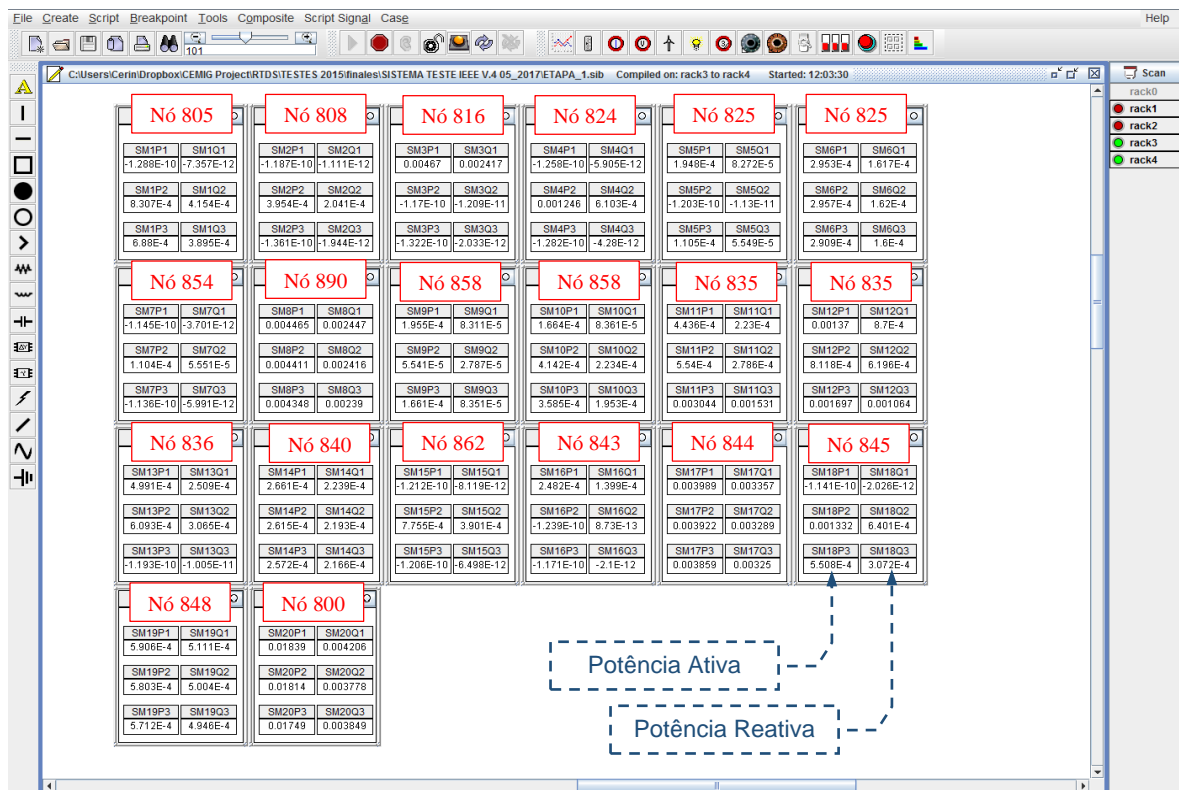 File Create Script Breakpoint Tools Composite Script Signal Case Help
101
C:\Users\Cerin\Dropbox\CEMIG Project\RTDS\TESTES 2015\finales\SISTEMA TESTE IEEE V.4 05_2017\ETAPA_1.sib Compiled on: rack3 to rack4 Started: 12:03:30
Scan
rack0
rack1
rack2
rack3
rack4
Nó 805 Nó 808 Nó 816 Nó 824 Nó 825 Nó 825
SM1P1 SM1Q1 SM2P1 SM2Q1 SM3P1 SM3Q1 SM4P1 SM4Q1 SM5P1 SM5Q1 SM6P1 SM6Q1
-1.288E-10 -7.357E-12 -1.187E-10 -1.111E-12 0.00467 0.002417 -1.258E-10 -5.905E-12 1.948E-4 8.272E-5 2.953E-4 1.617E-4
SM1P2 SM1Q2 SM2P2 SM2Q2 SM3P2 SM3Q2 SM4P2 SM4Q2 SM5P2 SM5Q2 SM6P2 SM6Q2
8.307E-4 4.154E-4 3.954E-4 2.041E-4 -1.17E-10 -1.209E-11 0.001246 6.103E-4 -1.203E-10 -1.13E-11 2.957E-4 1.62E-4
SM1P3 SM1Q3 SM2P3 SM2Q3 SM3P3 SM3Q3 SM4P3 SM4Q3 SM5P3 SM5Q3 SM6P3 SM6Q3
6.88E-4 3.895E-4 -1.361E-10 -1.944E-12 -1.322E-10 -2.033E-12 -1.282E-10 -4.28E-12 1.105E-4 5.549E-5 2.909E-4 1.6E-4
Nó 854 Nó 890 Nó 858 Nó 858 Nó 835 Nó 835
SM7P1 SM7Q1 SM8P1 SM8Q1 SM9P1 SM9Q1 SM10P1 SM10Q1 SM11P1 SM11Q1 SM12P1 SM12Q1
-1.145E-10 -3.701E-12 0.004465 0.002447 1.955E-4 8.311E-5 1.664E-4 8.361E-5 4.436E-4 2.23E-4 0.00137 8.7E-4
SM7P2 SM7Q2 SM8P2 SM8Q2 SM9P2 SM9Q2 SM10P2 SM10Q2 SM11P2 SM11Q2 SM12P2 SM12Q2
1.104E-4 5.551E-5 0.004411 0.002416 5.541E-5 2.787E-5 4.142E-4 2.234E-4 5.54E-4 2.786E-4 8.118E-4 6.196E-4
SM7P3 SM7Q3 SM8P3 SM8Q3 SM9P3 SM9Q3 SM10P3 SM10Q3 SM11P3 SM11Q3 SM12P3 SM12Q3
-1.136E-10 -5.991E-12 0.004348 0.00239 1.661E-4 8.351E-5 3.585E-4 1.953E-4 0.003044 0.001531 0.001697 0.001064
Nó 836 Nó 840 Nó 862 Nó 843 Nó 844 Nó 845
SM13P1 SM13Q1 SM14P1 SM14Q1 SM15P1 SM15Q1 SM16P1 SM16Q1 SM17P1 SM17Q1 SM18P1 SM18Q1
4.991E-4 2.509E-4 2.661E-4 2.239E-4 -1.212E-10 -8.119E-12 2.482E-4 1.399E-4 0.003989 0.003357 -1.141E-10 -2.026E-12
SM13P2 SM13Q2 SM14P2 SM14Q2 SM15P2 SM15Q2 SM16P2 SM16Q2 SM17P2 SM17Q2 SM18P2 SM18Q2
6.093E-4 3.065E-4 2.615E-4 2.193E-4 7.755E-4 3.901E-4 -1.239E-10 8.73E-13 0.003922 0.003289 0.001332 6.401E-4
SM13P3 SM13Q3 SM14P3 SM14Q3 SM15P3 SM15Q3 SM16P3 SM16Q3 SM17P3 SM17Q3 SM18P3 SM18Q3
-1.193E-10 -1.005E-11 2.572E-4 2.166E-4 -1.206E-10 -6.498E-12 -1.171E-10 -2.1E-12 0.003859 0.00325 5.508E-4 3.072E-4
Nó 848 Nó 800
SM19P1 SM19Q1 SM20P1 SM20Q1
5.906E-4 5.111E-4 0.01839 0.004206
SM19P2 SM19Q2 SM20P2 SM20Q2
5.803E-4 5.004E-4 0.01814 0.003778
SM19P3 SM19Q3 SM20P3 SM20Q3
5.712E-4 4.946E-4 0.01749 0.003849
Potência Ativa
Potência Reativa